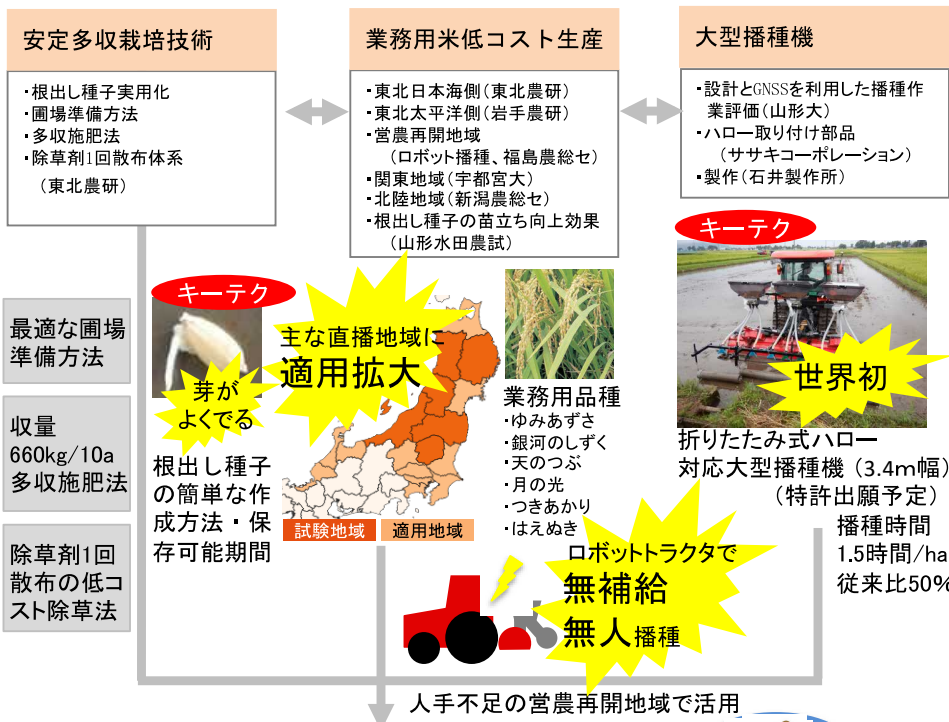 安定多収栽培技術
・根出し種子実用化
・圃場準備方法
・多収施肥法
・除草剤1回散布体系
(東北農研)
業務用米低コスト生産
・東北日本海側(東北農研)
・東北太平洋側(岩手農研)
・営農再開地域
(ロボット播種、福島農総セ)
・関東地域(宇都宮大)
・北陸地域(新潟農総セ)
・根出し種子の苗立ち向上効果
(山形水田農試)
大型播種機
・設計とGNSSを利用した播種作
業評価(山形大)
・ハロー取り付け部品
(ササキコーポレーション)
・製作(石井製作所)
最適な圃場
準備方法
収量
660kg/10a
多収施肥法
除草剤1回
散布の低コ
スト除草法
キーテク
芽が
よくでる
根出し種子
の簡単な作
成方法・保
存可能期間
主な直播地域に
適用拡大
試験地域
適用地域
業務用品種
・ゆみあずさ
・銀河のしずく
・天のつぶ
・月の光
・つきあかり
・はえぬき
キーテク
世界初
折りたたみ式ハロー
対応大型播種機(3.4m幅)
(特許出願予定)
播種時間
1.5時間/ha
従来比50%
ロボットトラクタで
無補給
無人播種
人手不足の営農再開地域で活用